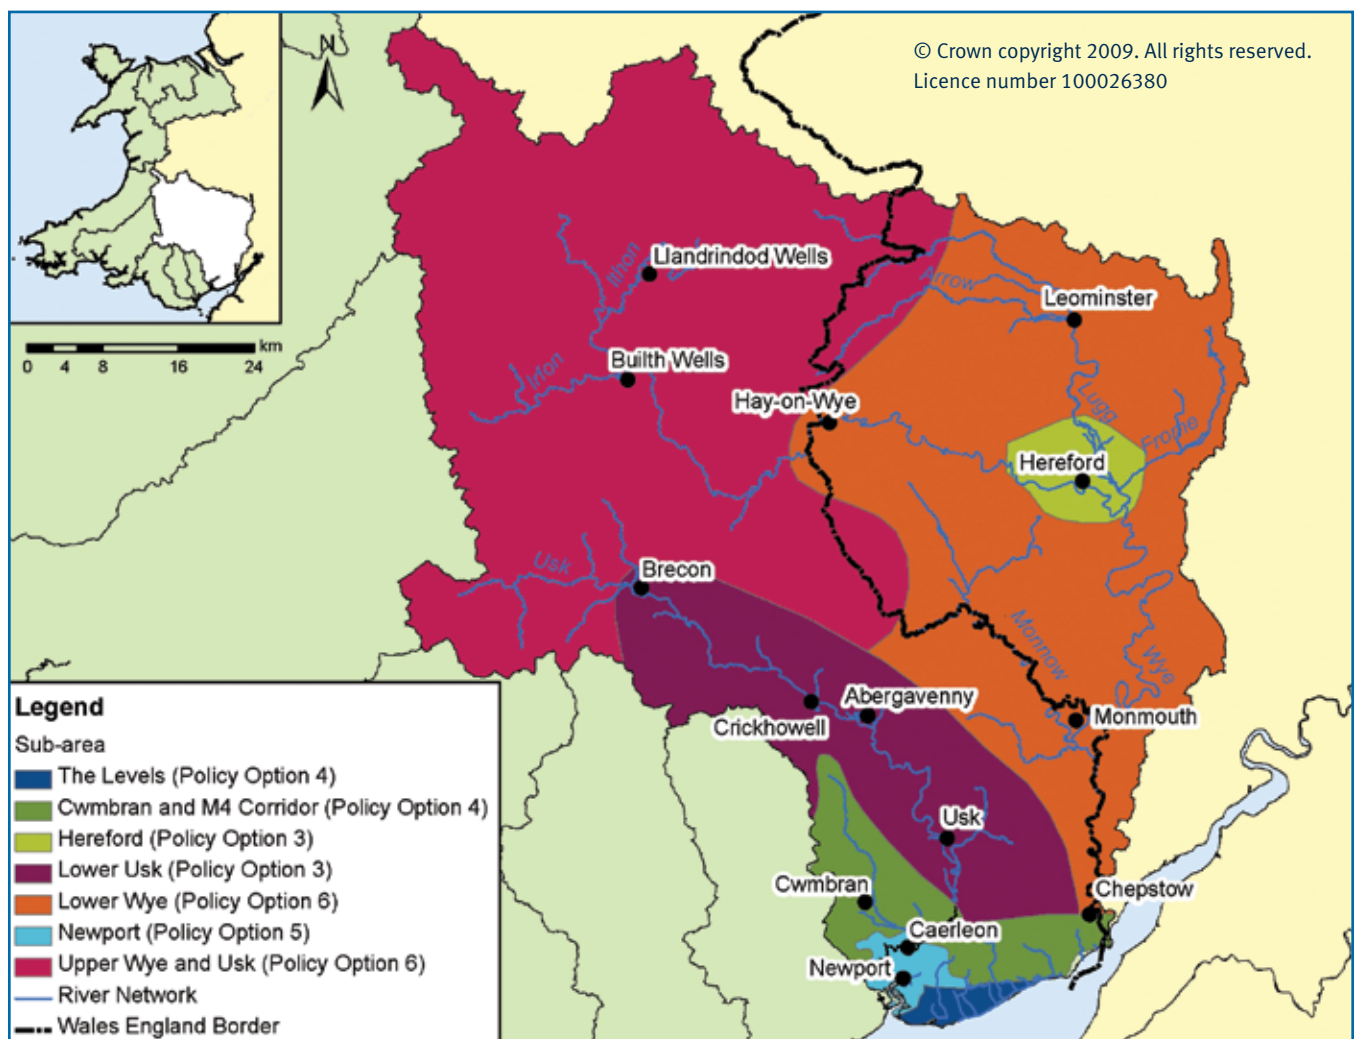 © Crown copyright 2009. All rights reserved.
Licence number 100026380
N
km
0 4 8 16 24
Llandrindod Wells
Ithon
Arrow
Leominster
Builth Wells
Irfon
Hay-on-Wye
Lugg
Frome
Hereford
Usk
Brecon
Monnow
Wye
Abergavenny
Crickhowell
Monmouth
Usk
Cwmbran
Chepstow
Caerleon
Newport
Legend
Sub-area
The Levels (Policy Option 4)
Cwmbran and M4 Corridor (Policy Option 4)
Hereford (Policy Option 3)
Lower Usk (Policy Option 3)
Lower Wye (Policy Option 6)
Newport (Policy Option 5)
Upper Wye and Usk (Policy Option 6)
River Network
Wales England Border